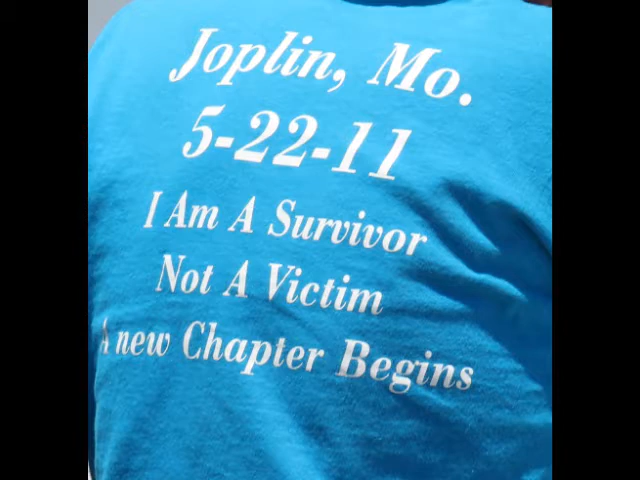 Joplin, Mo.
5-22-11
I Am A Survivor
Not A Victim
A new Chapter Begins